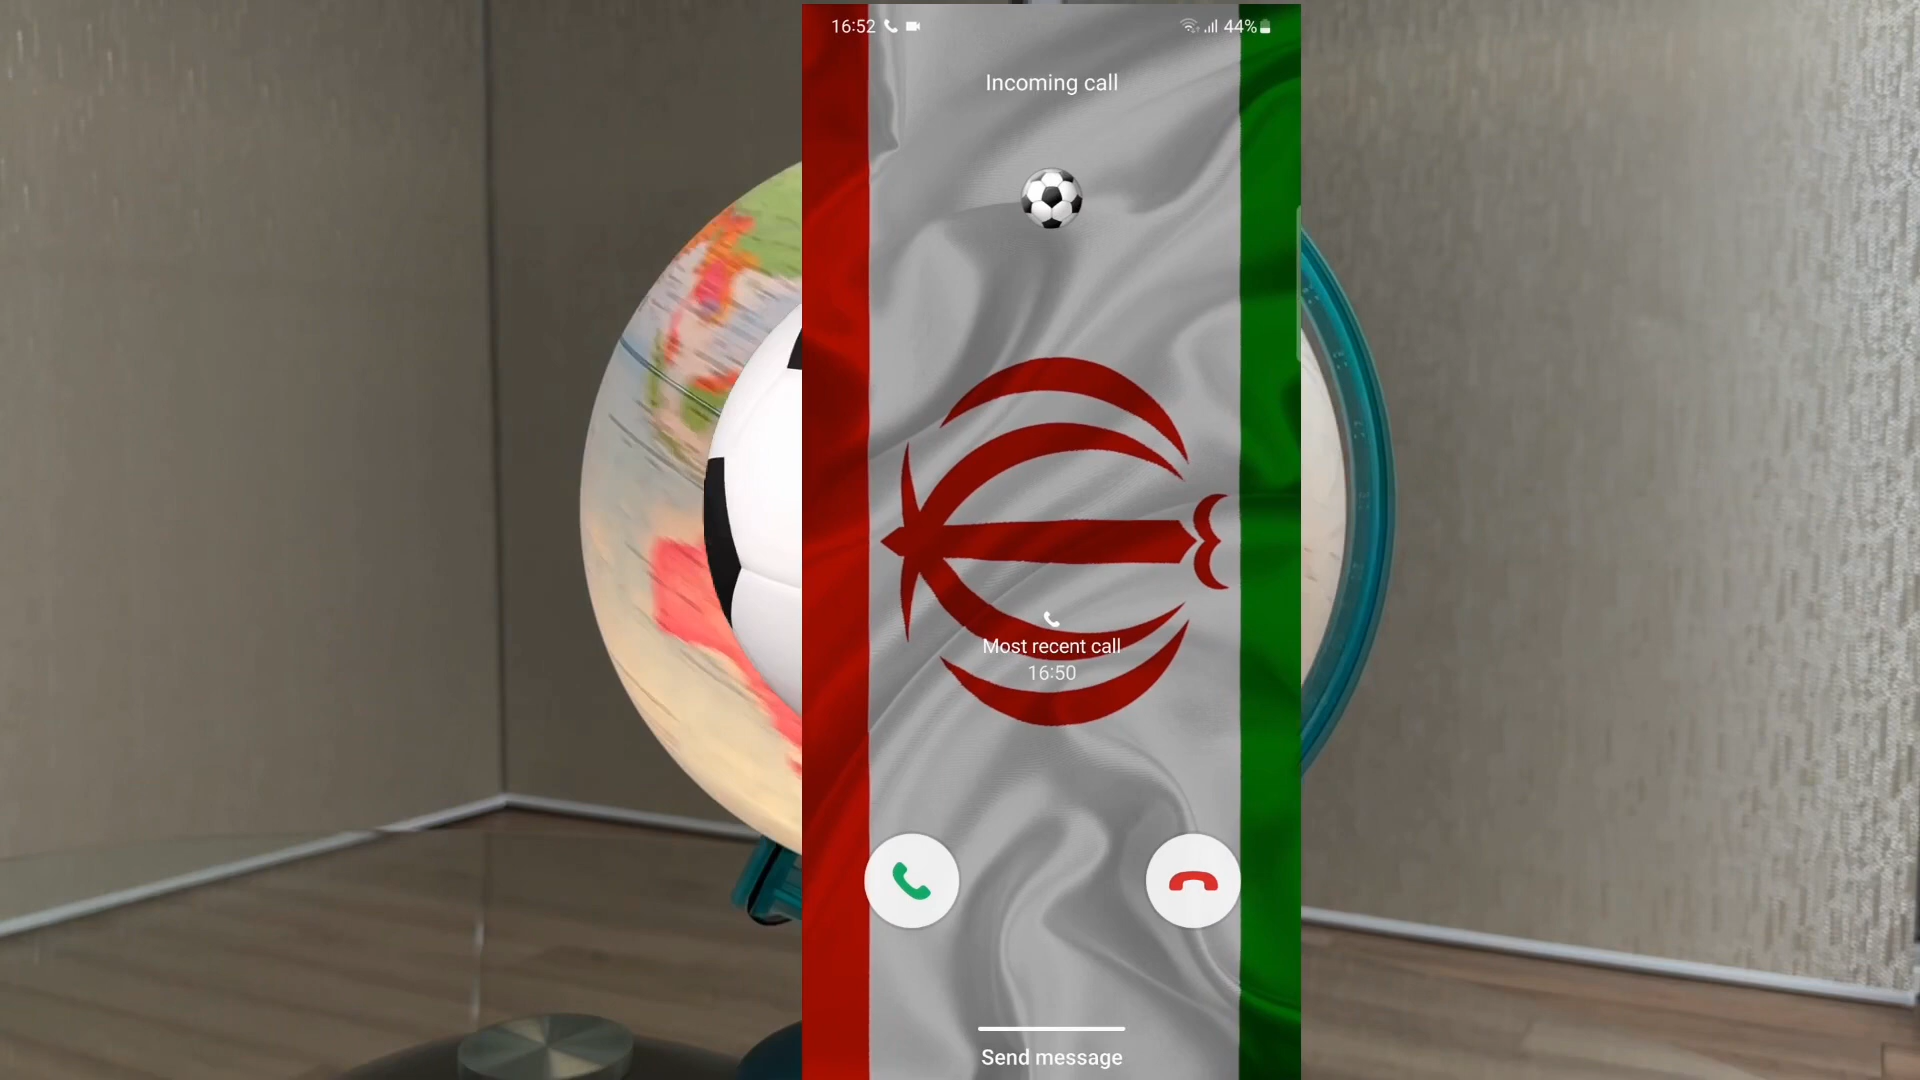 16:52
44%
Incoming call
Most recent call
16:50
Send message